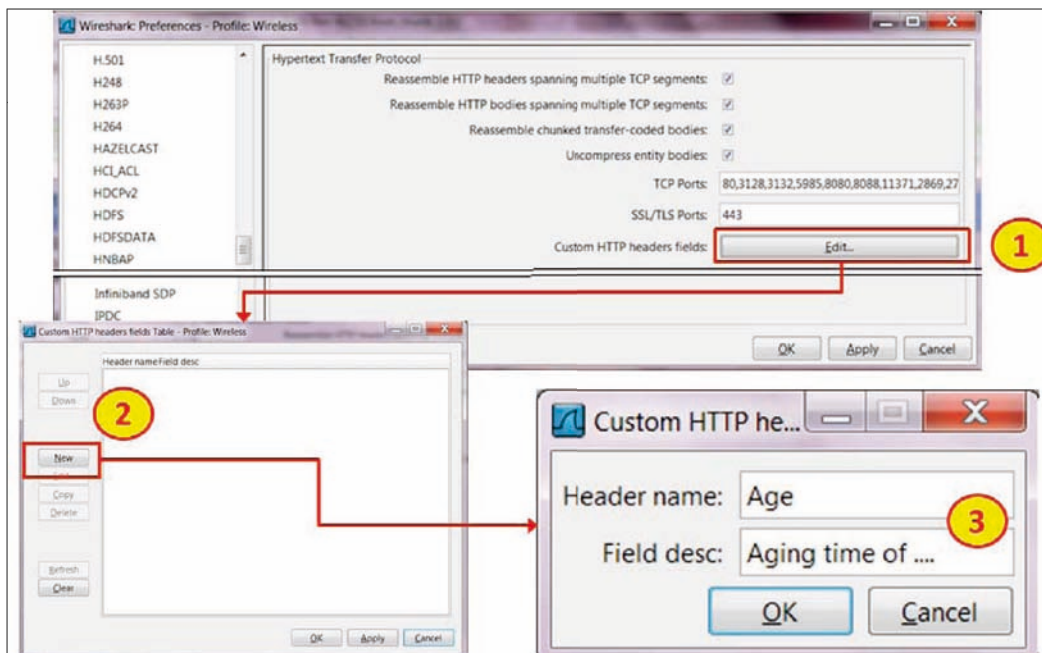 Wireshark: Preferences - Profile: Wireless
H.501
H248
H263P
H264
HAZELCAST
HCI_ACL
HDCPv2
HDFS
HDFSDATA
HNBAP
Infiniband SDP
IPDC
Hypertext Transfer Protocol
Reassemble HTTP headers spanning multiple TCP segments:
Reassemble HTTP bodies spanning multiple TCP segments:
Reassemble chunked transfer-coded bodies:
Uncompress entity bodies:
TCP Ports: 80,3128,3132,5985,8080,8088,11371,2869,27
SSL/TLS Ports: 443
Custom HTTP headers fields: Edit...
1
OK Apply Cancel
Custom HTTP headers fields Table - Profile: Wireless
Header name Field desc
Up
Down
2
New
Copy
Delete
Refresh
Clear
OK Apply Cancel
Custom HTTP he...
Header name: Age
Field desc: Aging time of ....
3
OK Cancel